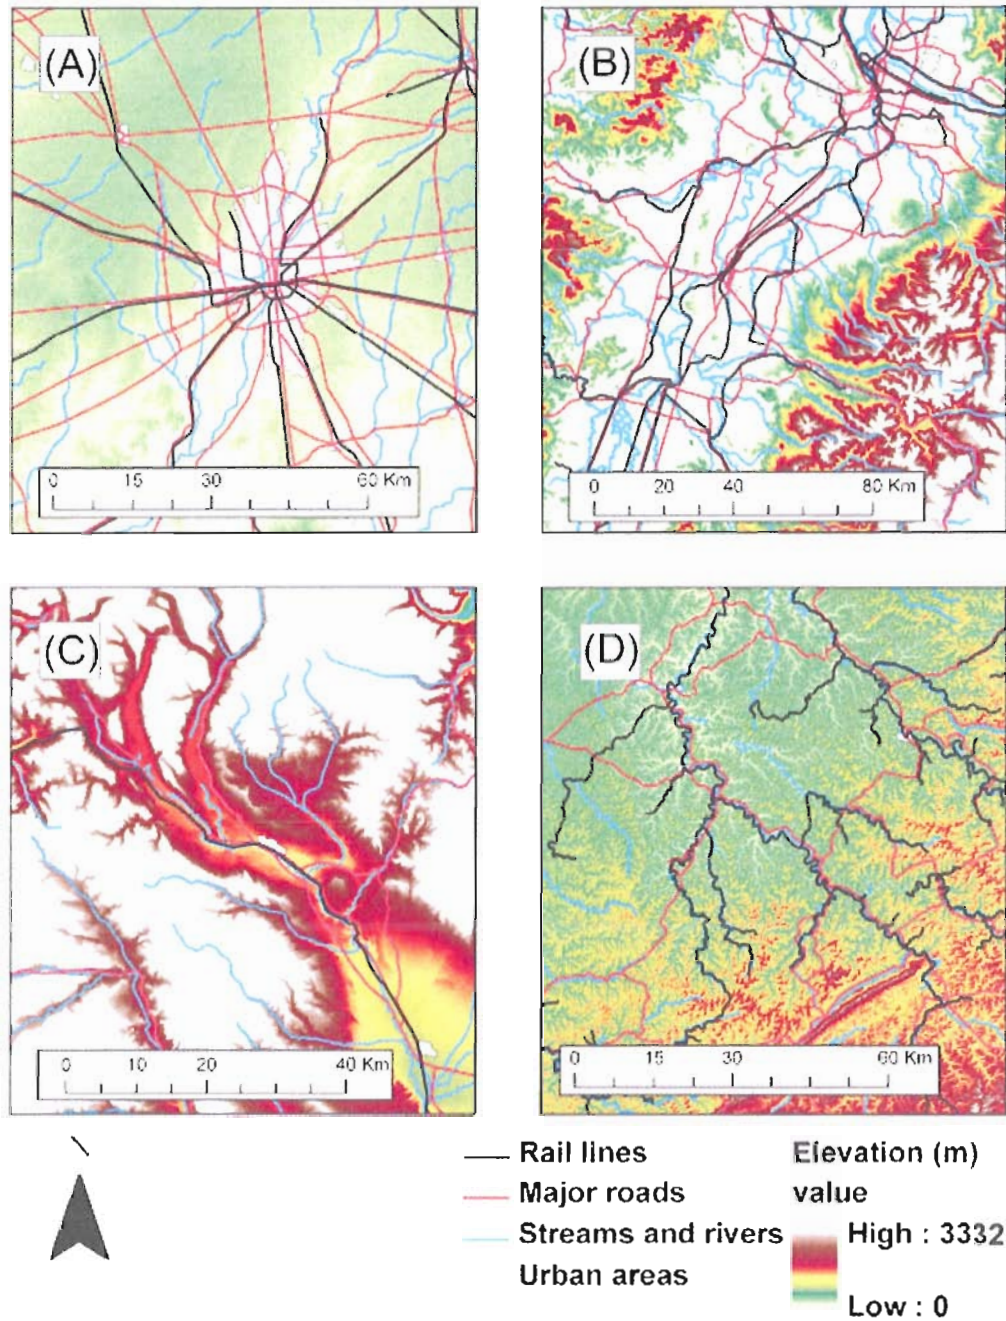 (A)
0 15 30 60 Km
(B)
0 20 40 80 Km
(C)
0 10 20 40 Km
(D)
0 15 30 60 Km
Rail lines
Major roads
Streams and rivers
Urban areas
Elevation (m)
value
High : 3332
Low : 0